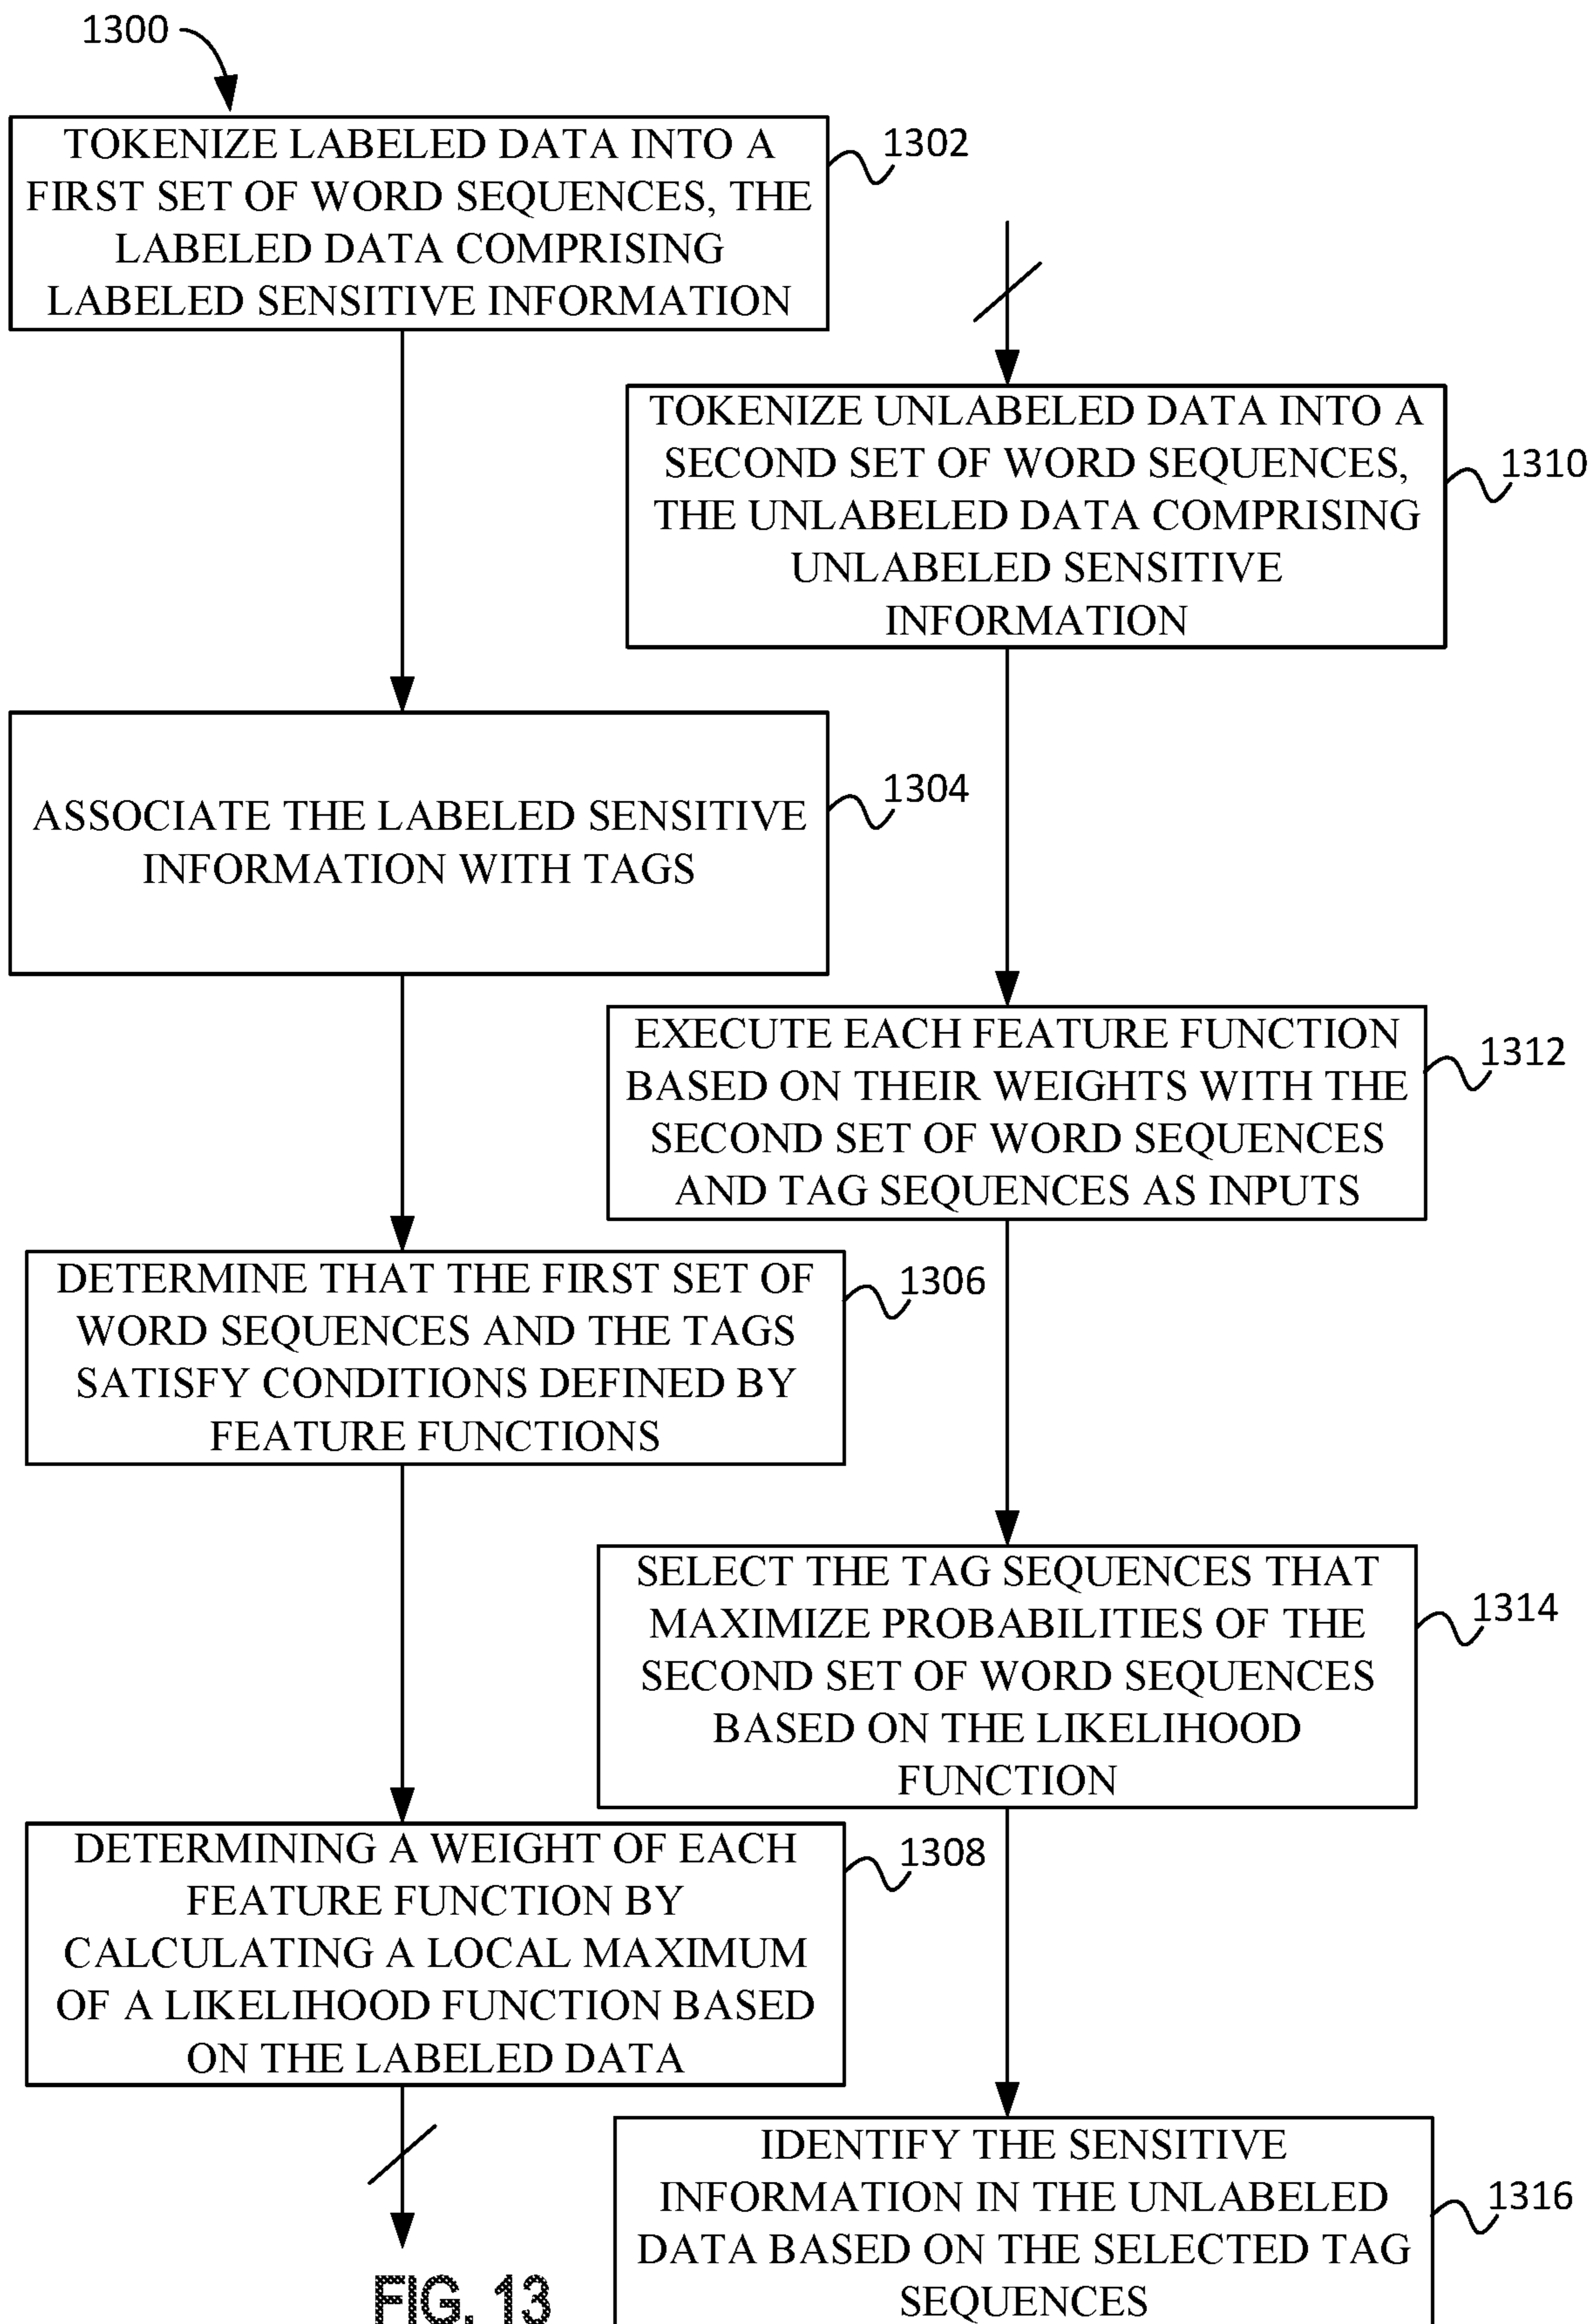 1300
TOKENIZE LABELED DATA INTO A
FIRST SET OF WORD SEQUENCES, THE
LABELED DATA COMPRISING
LABELED SENSITIVE INFORMATION
1302
ASSOCIATE THE LABELED SENSITIVE
INFORMATION WITH TAGS
1304
DETERMINE THAT THE FIRST SET OF
WORD SEQUENCES AND THE TAGS
SATISFY CONDITIONS DEFINED BY
FEATURE FUNCTIONS
1306
DETERMINING A WEIGHT OF EACH
FEATURE FUNCTION BY
CALCULATING A LOCAL MAXIMUM
OF A LIKELIHOOD FUNCTION BASED
ON THE LABELED DATA
1308
TOKENIZE UNLABELED DATA INTO A
SECOND SET OF WORD SEQUENCES,
THE UNLABELED DATA COMPRISING
UNLABELED SENSITIVE
INFORMATION
1310
EXECUTE EACH FEATURE FUNCTION
BASED ON THEIR WEIGHTS WITH THE
SECOND SET OF WORD SEQUENCES
AND TAG SEQUENCES AS INPUTS
1312
SELECT THE TAG SEQUENCES THAT
MAXIMIZE PROBABILITIES OF THE
SECOND SET OF WORD SEQUENCES
BASED ON THE LIKELIHOOD
FUNCTION
1314
IDENTIFY THE SENSITIVE
INFORMATION IN THE UNLABELED
DATA BASED ON THE SELECTED TAG
SEQUENCES
1316
FIG. 13